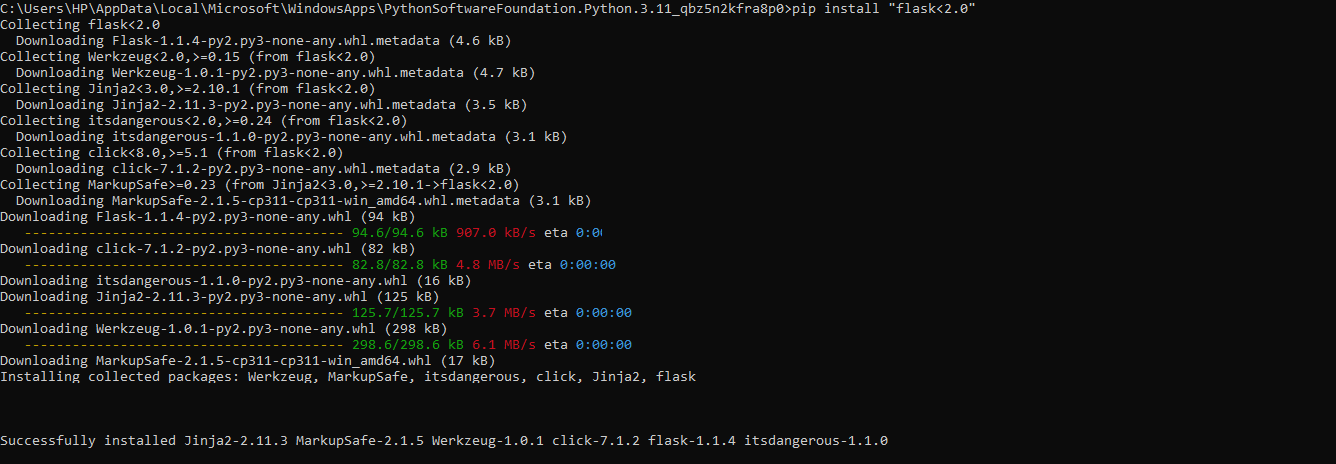 C:\Users\HP\AppData\Local\Microsoft\WindowsApps\PythonSoftwareFoundation.Python.3.11_qbz5n2kfra8p0>pip install "flask<2.0"
Collecting flask<2.0
  Downloading Flask-1.1.4-py2.py3-none-any.whl.metadata (4.6 kB)
Collecting Werkzeug<2.0,>=0.15 (from flask<2.0)
  Downloading Werkzeug-1.0.1-py2.py3-none-any.whl.metadata (4.7 kB)
Collecting Jinja2<3.0,>=2.10.1 (from flask<2.0)
  Downloading Jinja2-2.11.3-py2.py3-none-any.whl.metadata (3.5 kB)
Collecting itsdangerous<2.0,>=0.24 (from flask<2.0)
  Downloading itsdangerous-1.1.0-py2.py3-none-any.whl.metadata (3.1 kB)
Collecting click<8.0,>=5.1 (from flask<2.0)
  Downloading click-7.1.2-py2.py3-none-any.whl.metadata (2.9 kB)
Collecting MarkupSafe>=0.23 (from Jinja2<3.0,>=2.10.1->flask<2.0)
  Downloading MarkupSafe-2.1.5-cp311-cp311-win_amd64.whl.metadata (3.1 kB)
Downloading Flask-1.1.4-py2.py3-none-any.whl (94 kB)
   ---------------------------------------- 94.6/94.6 kB 907.0 kB/s eta 0:00
Downloading click-7.1.2-py2.py3-none-any.whl (82 kB)
   ---------------------------------------- 82.8/82.8 kB 4.8 MB/s eta 0:00:00
Downloading itsdangerous-1.1.0-py2.py3-none-any.whl (16 kB)
Downloading Jinja2-2.11.3-py2.py3-none-any.whl (125 kB)
   ---------------------------------------- 125.7/125.7 kB 3.7 MB/s eta 0:00:00
Downloading Werkzeug-1.0.1-py2.py3-none-any.whl (298 kB)
   ---------------------------------------- 298.6/298.6 kB 6.1 MB/s eta 0:00:00
Downloading MarkupSafe-2.1.5-cp311-cp311-win_amd64.whl (17 kB)
Installing collected packages: Werkzeug, MarkupSafe, itsdangerous, click, Jinja2, flask
Successfully installed Jinja2-2.11.3 MarkupSafe-2.1.5 Werkzeug-1.0.1 click-7.1.2 flask-1.1.4 itsdangerous-1.1.0